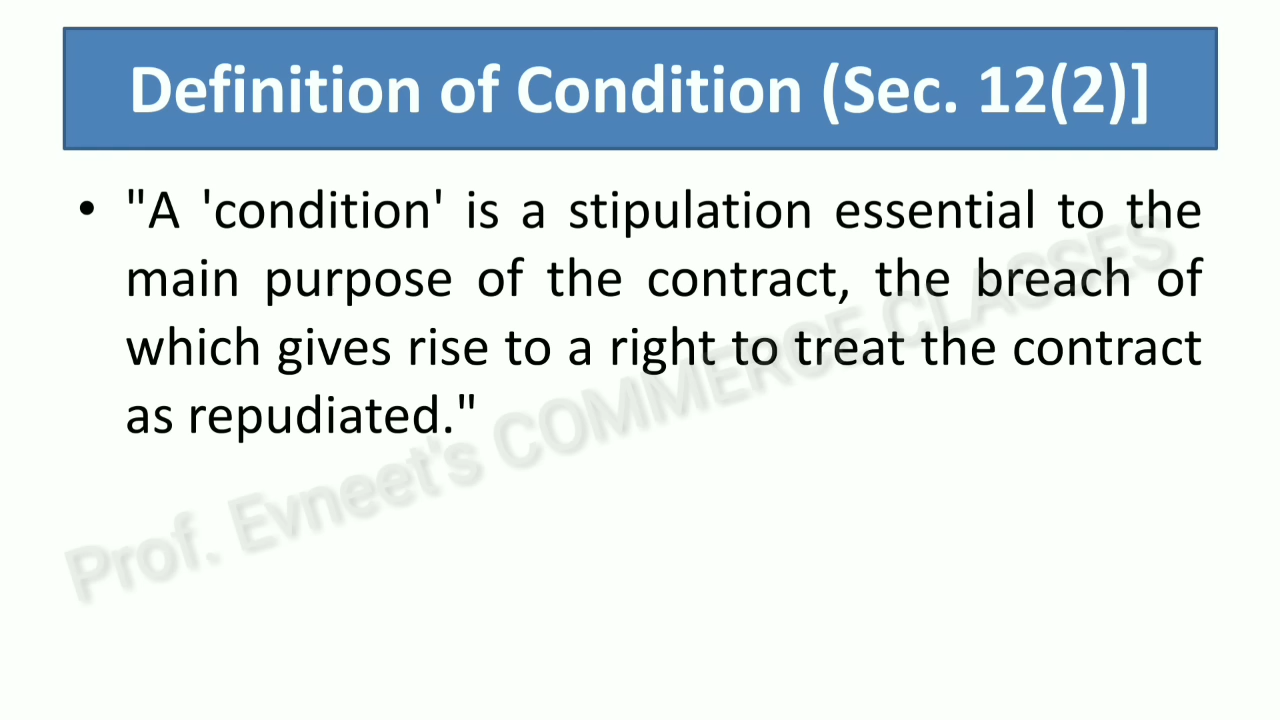 Definition of Condition (Sec. 12(2)]
• "A 'condition' is a stipulation essential to the
main purpose of the contract, the breach of
which gives rise to a right to treat the contract
as repudiated."
Prof. Evneet's COMMERCE CLASSES